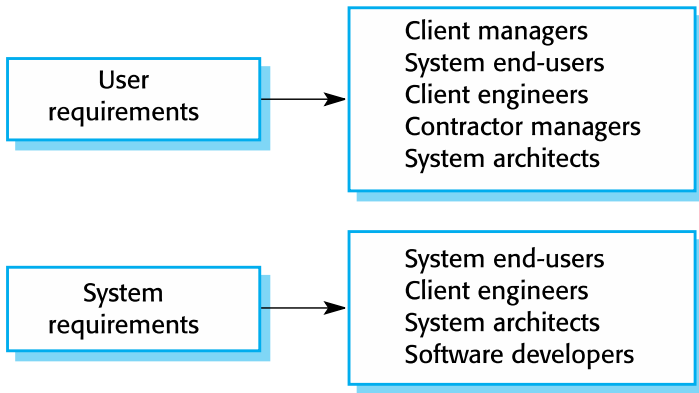 User
requirements
Client managers
System end-users
Client engineers
Contractor managers
System architects
System
requirements
System end-users
Client engineers
System architects
Software developers